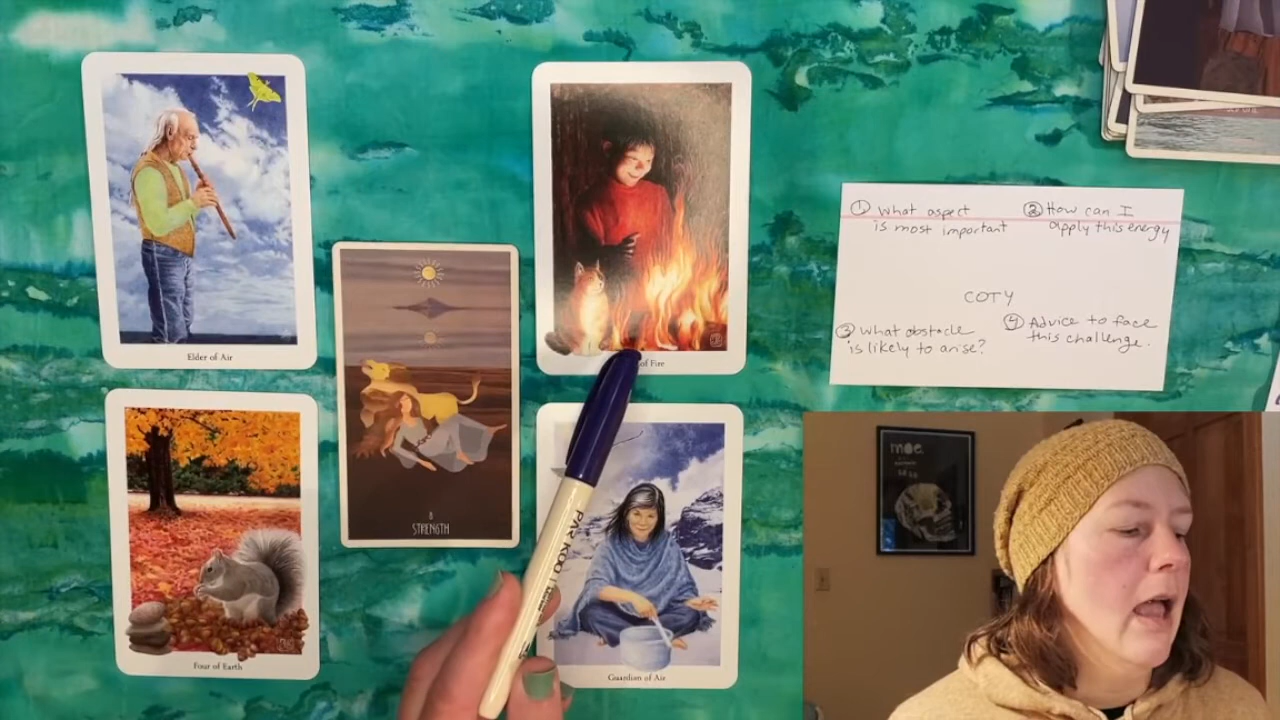 Elder of Air
of Fire
8
STRENGTH
Four of Earth
Guardian of Air
① What aspect
is most important
② How can I
apply this energy
COTY
③ What obstacle
is likely to arise?
④ Advice to face
this challenge.
moe.
PARKOO